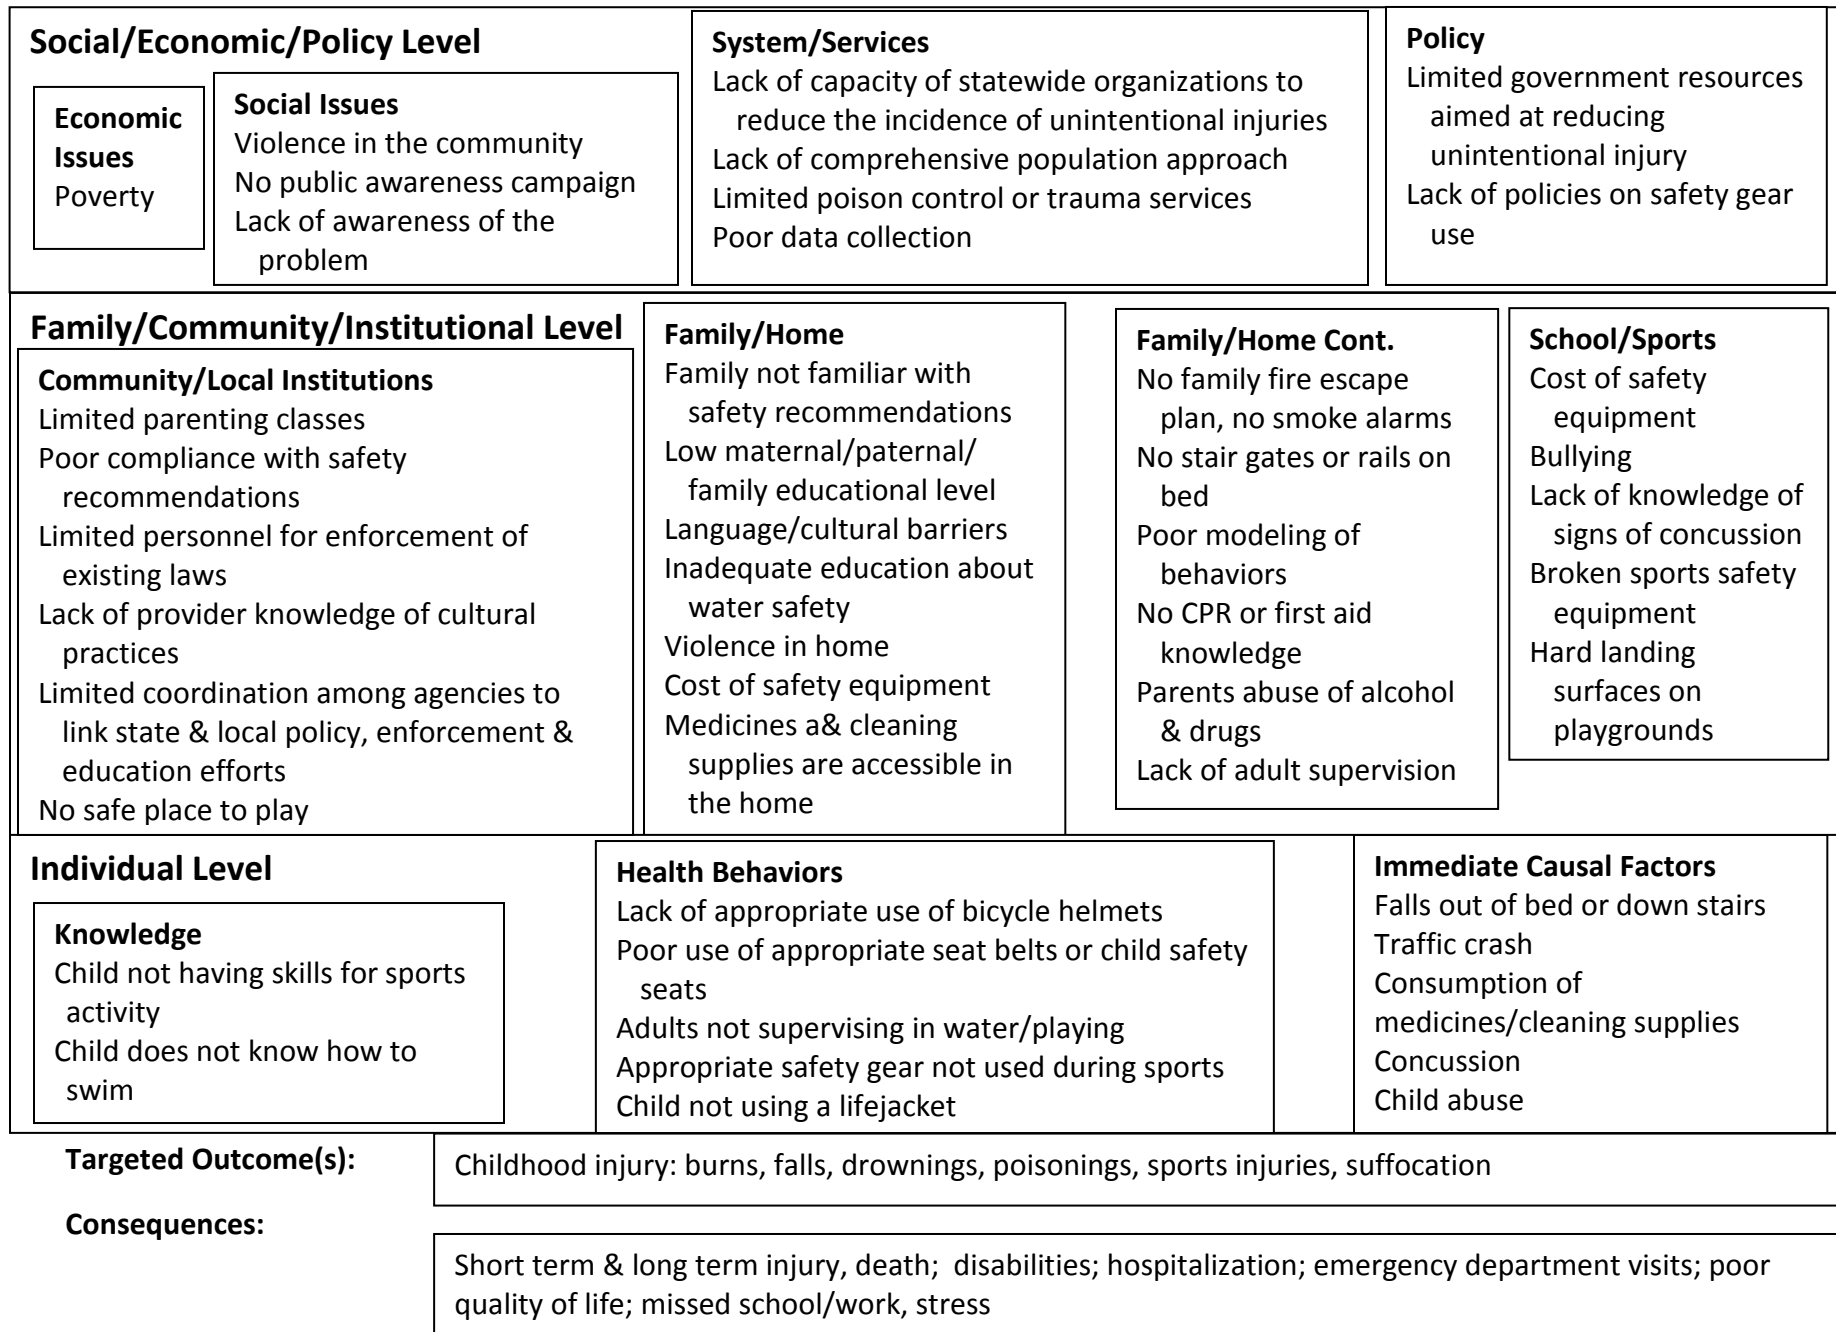 Social/Economic/Policy Level
Economic
Issues
Poverty
Social Issues
Violence in the community
No public awareness campaign
Lack of awareness of the
problem
System/Services
Lack of capacity of statewide organizations to
reduce the incidence of unintentional injuries
Lack of comprehensive population approach
Limited poison control or trauma services
Poor data collection
Policy
Limited government resources
aimed at reducing
unintentional injury
Lack of policies on safety gear
use
Family/Community/Institutional Level
Community/Local Institutions
Limited parenting classes
Poor compliance with safety
recommendations
Limited personnel for enforcement of
existing laws
Lack of provider knowledge of cultural
practices
Limited coordination among agencies to
link state & local policy, enforcement &
education efforts
No safe place to play
Family/Home
Family not familiar with
safety recommendations
Low maternal/paternal/
family educational level
Language/cultural barriers
Inadequate education about
water safety
Violence in home
Cost of safety equipment
Medicines a& cleaning
supplies are accessible in
the home
Family/Home Cont.
No family fire escape
plan, no smoke alarms
No stair gates or rails on
bed
Poor modeling of
behaviors
No CPR or first aid
knowledge
Parents abuse of alcohol
& drugs
Lack of adult supervision
School/Sports
Cost of safety
equipment
Bullying
Lack of knowledge of
signs of concussion
Broken sports safety
equipment
Hard landing
surfaces on
playgrounds
Individual Level
Knowledge
Child not having skills for sports
activity
Child does not know how to
swim
Health Behaviors
Lack of appropriate use of bicycle helmets
Poor use of appropriate seat belts or child safety
seats
Adults not supervising in water/playing
Appropriate safety gear not used during sports
Child not using a lifejacket
Immediate Causal Factors
Falls out of bed or down stairs
Traffic crash
Consumption of
medicines/cleaning supplies
Concussion
Child abuse
Targeted Outcome(s):
Childhood injury: burns, falls, drownings, poisonings, sports injuries, suffocation
Consequences:
Short term & long term injury, death;  disabilities; hospitalization; emergency department visits; poor
quality of life; missed school/work, stress